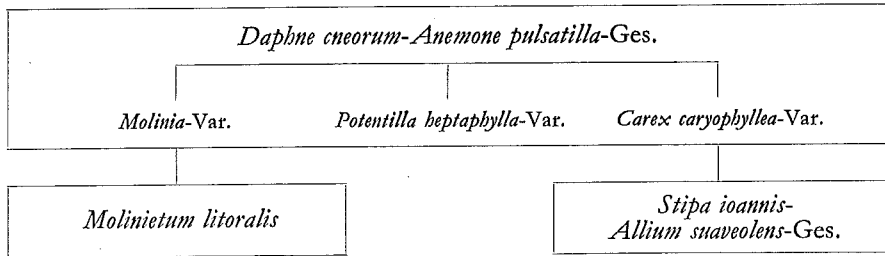 Daphne cneorum-Anemone pulsatilla-Ges.
Molinia-Var. Potentilla heptaphylla-Var. Carex caryophyllea-Var.
Molinietum litoralis
Stipa ioannis-
Allium suaveolens-Ges.